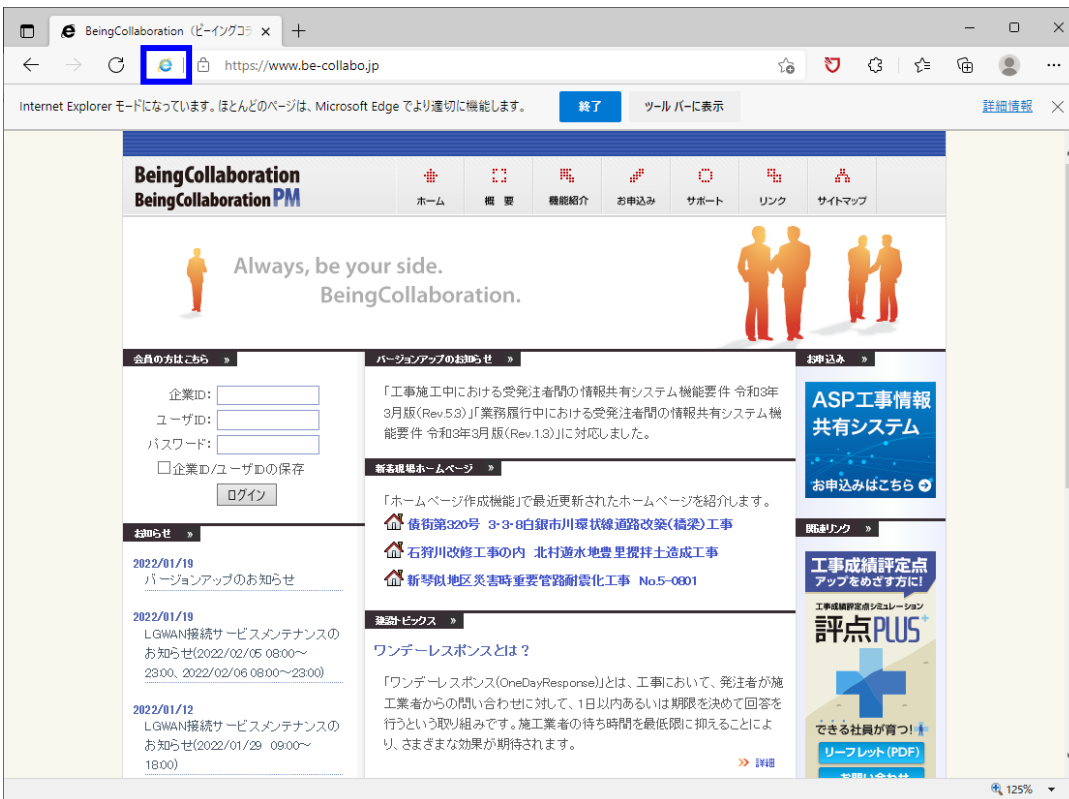 BeingCollaboration (ビーイングコラ
https://www.be-collabo.jp
Internet Explorer モードになっています。ほとんどのページは、Microsoft Edge でより適切に機能します。
終了
ツール バーに表示
詳細情報
BeingCollaboration
BeingCollaboration PM
ホーム
概 要
機能紹介
お申込み
サポート
リンク
サイトマップ
Always, be your side.
BeingCollaboration.
会員の方はこちら »
企業ID:
ユーザID:
パスワード:
企業ID/ユーザIDの保存
ログイン
お知らせ »
2022/01/19
バージョンアップのお知らせ
2022/01/19
LGWAN接続サービスメンテナンスの
お知らせ(2022/02/05 08:00～
23:00、2022/02/06 08:00～23:00)
2022/01/12
LGWAN接続サービスメンテナンスの
お知らせ(2022/01/29 09:00～
18:00)
バージョンアップのお知らせ »
「工事施工中における受発注者間の情報共有システム機能要件 令和3年
3月版(Rev.5.3)」「業務履行中における受発注者間の情報共有システム機
能要件 令和3年3月版(Rev.1.3)」に対応しました。
新着現場ホームページ »
「ホームページ作成機能」で最近更新されたホームページを紹介します。
俵街第320号 3・3・8白銀市川環状線道路改築(橋梁)工事
石狩川改修工事の内 北村遊水地豊里攪拌土造成工事
新琴似地区災害時重要管路耐震化工事 No.5-0801
建設トピックス »
ワンデーレスポンスとは？
「ワンデーレスポンス(OneDayResponse)」とは、工事において、発注者が施
工業者からの問い合わせに対して、1日以内あるいは期限を決めて回答を
行うという取り組みです。施工業者の待ち時間を最低限に抑えることによ
り、さまざまな効果が期待されます。
詳細
お申込み »
ASP工事情報
共有システム
お申込みはこちら
関連リンク »
工事成績評定点
アップをめざす方に!
工事成績評定点シミュレーション
評点PLUS+
できる社員が育つ!
リーフレット(PDF)
お問い合わせ
125%